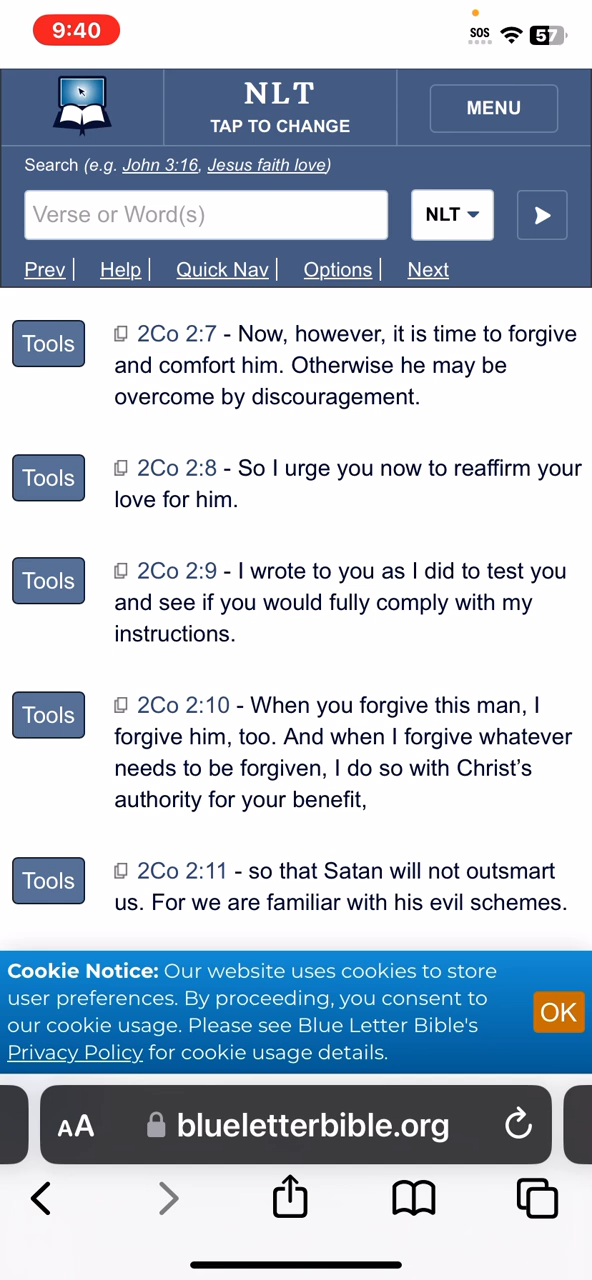 9:40
SOS
57
NLT
TAP TO CHANGE
MENU
Search (e.g. John 3:16, Jesus faith love)
Verse or Word(s)
NLT
Prev | Help | Quick Nav | Options | Next
Tools
2Co 2:7 - Now, however, it is time to forgive
and comfort him. Otherwise he may be
overcome by discouragement.
Tools
2Co 2:8 - So I urge you now to reaffirm your
love for him.
Tools
2Co 2:9 - I wrote to you as I did to test you
and see if you would fully comply with my
instructions.
Tools
2Co 2:10 - When you forgive this man, I
forgive him, too. And when I forgive whatever
needs to be forgiven, I do so with Christ’s
authority for your benefit,
Tools
2Co 2:11 - so that Satan will not outsmart
us. For we are familiar with his evil schemes.
Cookie Notice: Our website uses cookies to store
user preferences. By proceeding, you consent to
our cookie usage. Please see Blue Letter Bible's
Privacy Policy for cookie usage details.
OK
AA
blueletterbible.org